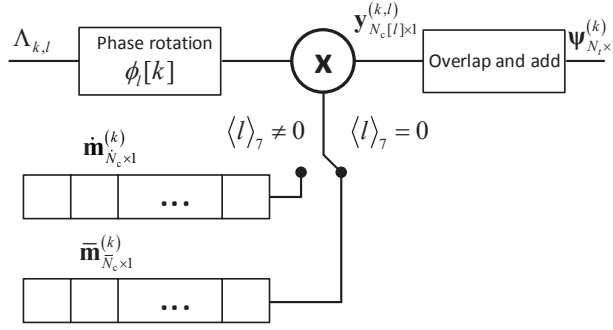 Λ_{k,l}
Phase rotation
ϕ_l[k]
X
𝐲^{(k,l)}_{N_c[l]×1}
Overlap and add
𝛙^{(k)}_{N_t×}
⟨l⟩_7 ≠ 0
⟨l⟩_7 = 0
𝐦̇^{(k)}_{Ṅ_c×1}
...
𝐦̄^{(k)}_{N̄_c×1}
...